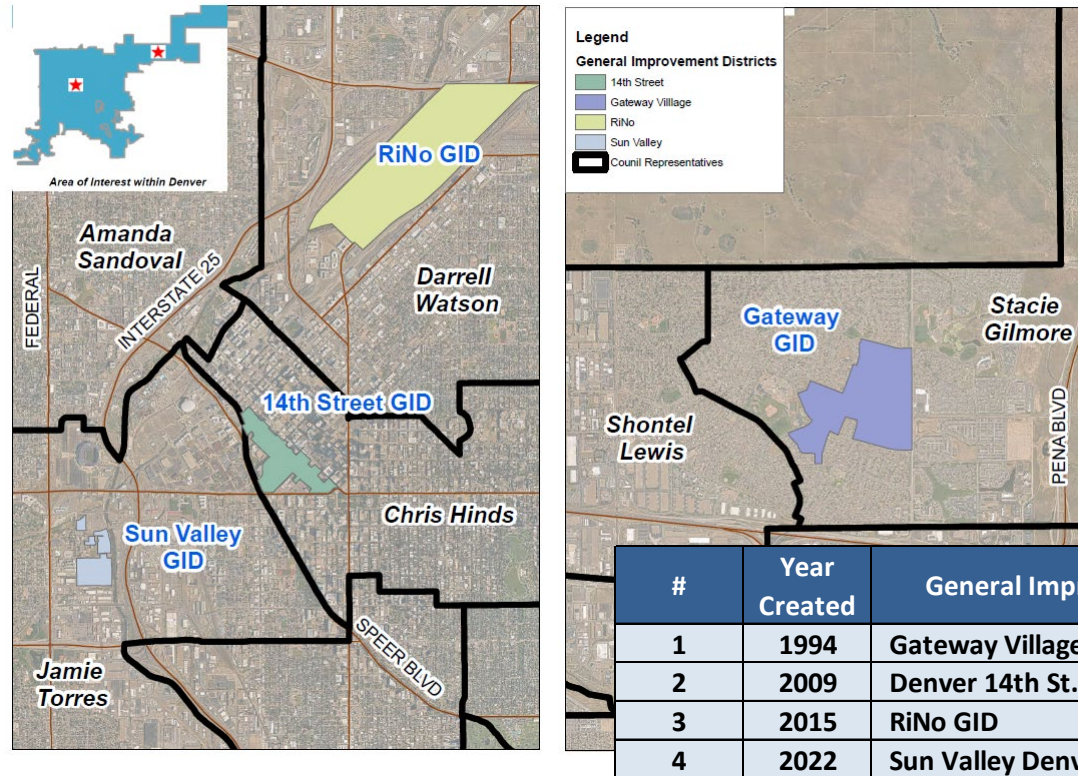 Area of Interest within Denver
RiNo GID
Amanda
Sandoval
INTERSTATE 25
FEDERAL
Darrell
Watson
14th Street GID
Chris Hinds
Sun Valley
GID
SPEER BLVD
Jamie
Torres
Legend
General Improvement Districts
14th Street
Gateway Villlage
RiNo
Sun Valley
Counil Representatives
Gateway
GID
Stacie
Gilmore
Shontel
Lewis
PENA BLVD
# Year Created General Imp
1 1994 Gateway Village
2 2009 Denver 14th St.
3 2015 RiNo GID
4 2022 Sun Valley Denv